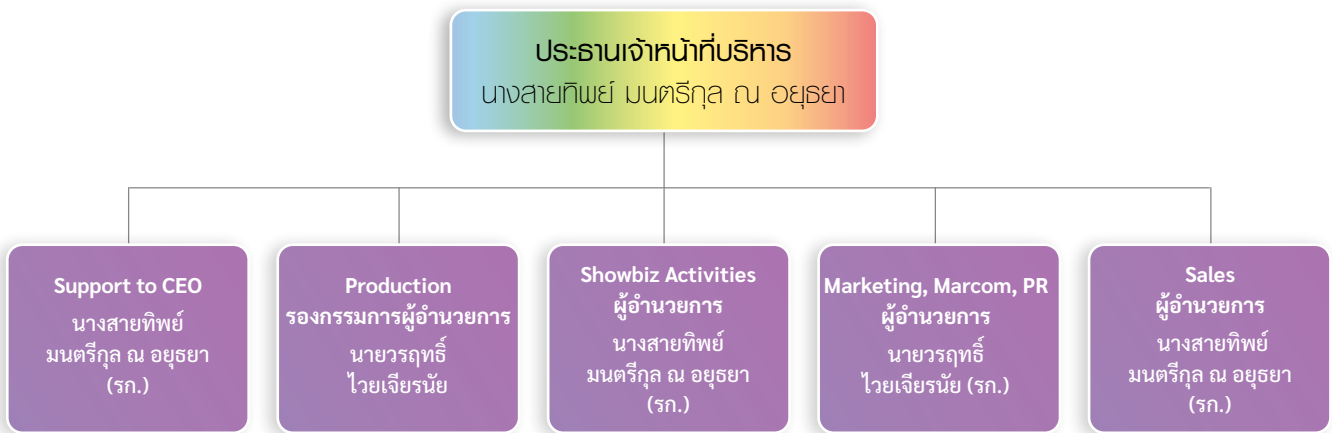 ประธานเจ้าหน้าที่บริหาร
นางสายทิพย์ มนตรีกุล ณ อยุธยา
Support to CEO
นางสายทิพย์
มนตรีกุล ณ อยุธยา
(รก.)
Production
รองกรรมการผู้อำนวยการ
นายวรฤทธิ์
ไวยเจียรนัย
Showbiz Activities
ผู้อำนวยการ
นางสายทิพย์
มนตรีกุล ณ อยุธยา
(รก.)
Marketing, Marcom, PR
ผู้อำนวยการ
นายวรฤทธิ์
ไวยเจียรนัย (รก.)
Sales
ผู้อำนวยการ
นางสายทิพย์
มนตรีกุล ณ อยุธยา
(รก.)